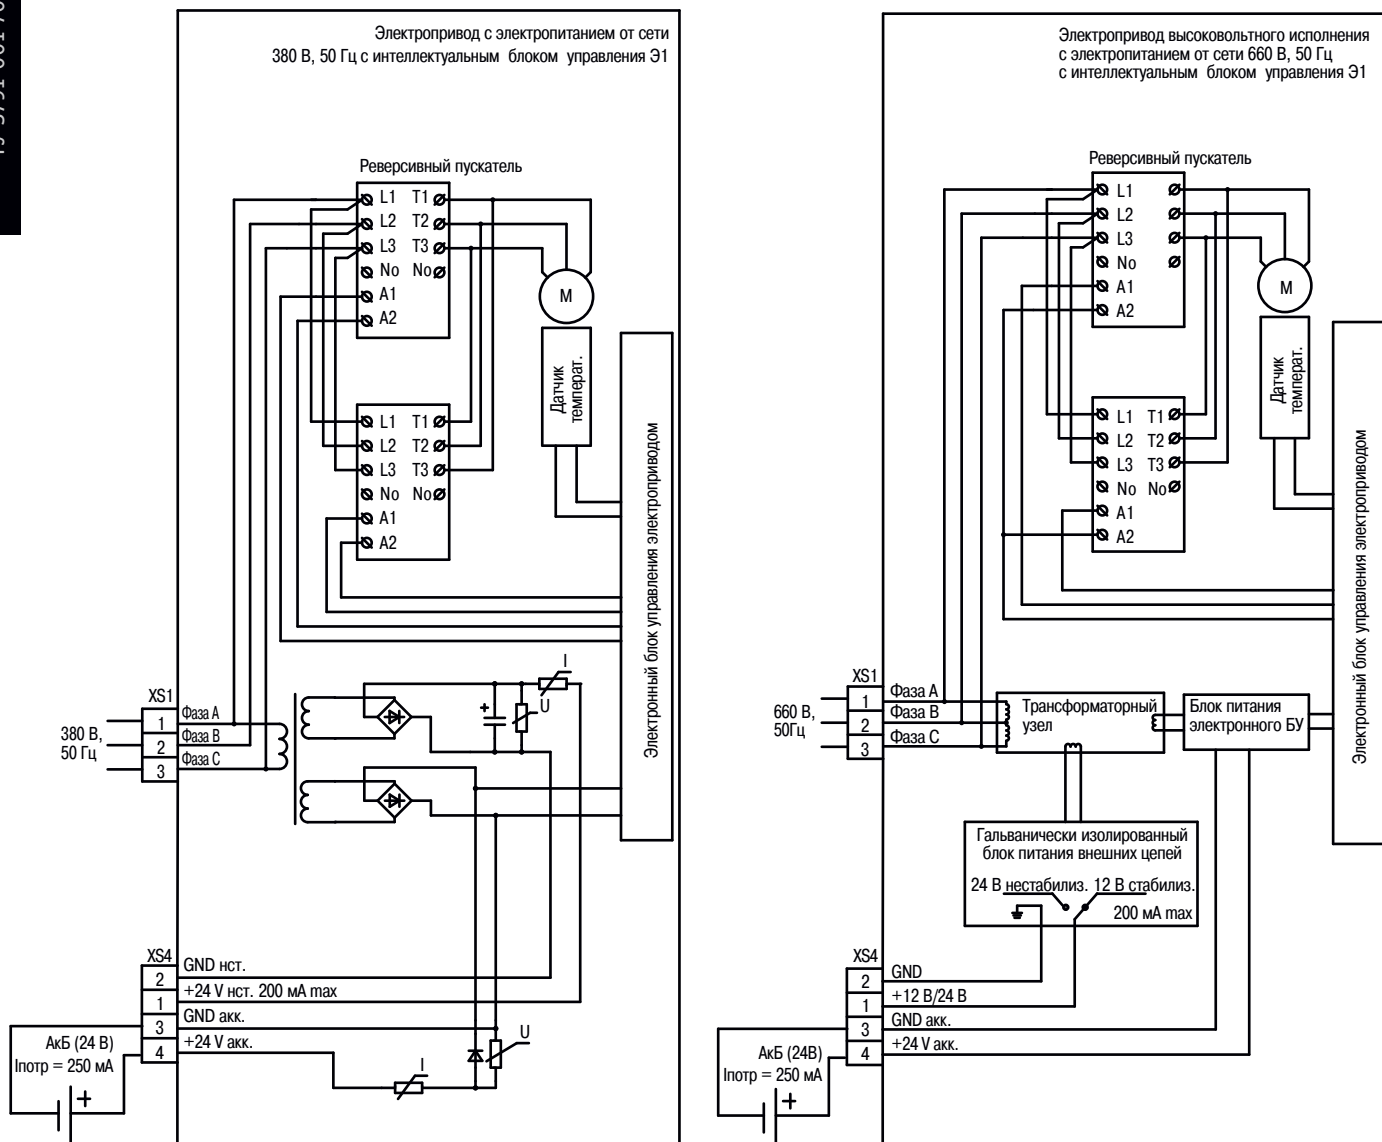 Электропривод с электропитанием от сети
380 В, 50 Гц с интеллектуальным блоком управления Э1
Реверсивный пускатель
L1 T1
L2 T2
L3 T3
No No
A1
A2
M
Датчик
температ.
L1 T1
L2 T2
L3 T3
No No
A1
A2
Электронный блок управления электроприводом
I
U
+
XS1
380 В,
50 Гц
1 Фаза А
2 Фаза В
3 Фаза С
XS4
2 GND нст.
1 +24 V нст. 200 мА max
3 GND акк.
4 +24 V акк.
АкБ (24 В)
Iпотр = 250 мА
+
I
U
Электропривод высоковольтного исполнения
с электропитанием от сети 660 В, 50 Гц
с интеллектуальным блоком управления Э1
Реверсивный пускатель
L1
L2
L3
No
A1
A2
M
Датчик
температ.
L1 T1
L2 T2
L3 T3
No No
A1
A2
Электронный блок управления электроприводом
XS1
660 В,
50Гц
1 Фаза А
2 Фаза В
3 Фаза С
Трансформаторный
узел
Блок питания
электронного БУ
Гальванически изолированный
блок питания внешних цепей
24 В нестабилиз. 12 В стабилиз.
200 мА max
XS4
2 GND
1 +12 В/24 В
3 GND акк.
4 +24 V акк.
АкБ (24В)
Iпотр = 250 мА
+